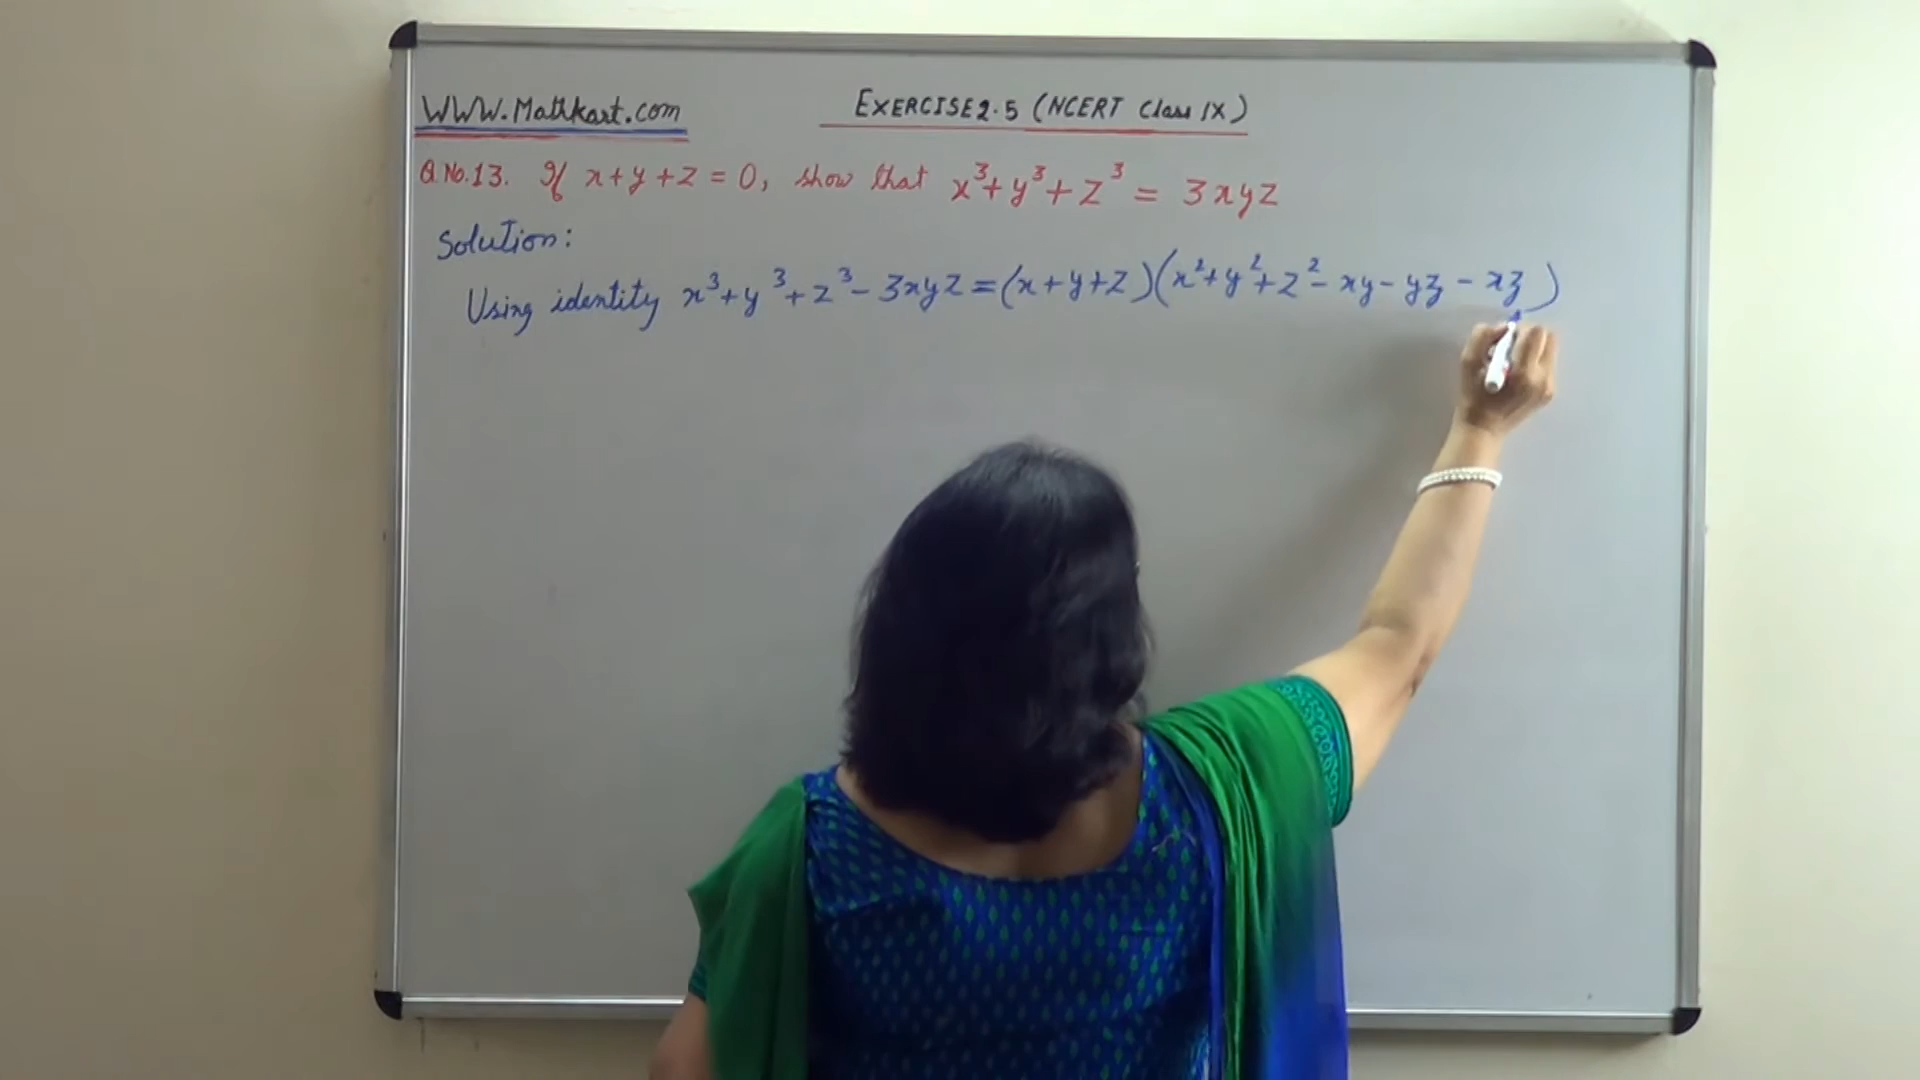 WWW.Mathkart.com EXERCISE 2.5 (NCERT Class IX)
Q.No.13. If x+y+z = 0, show that x³+y³+z³ = 3xyz
Solution:
Using identity x³+y³+z³-3xyz=(x+y+z)(x²+y²+z²-xy-yz-xz)